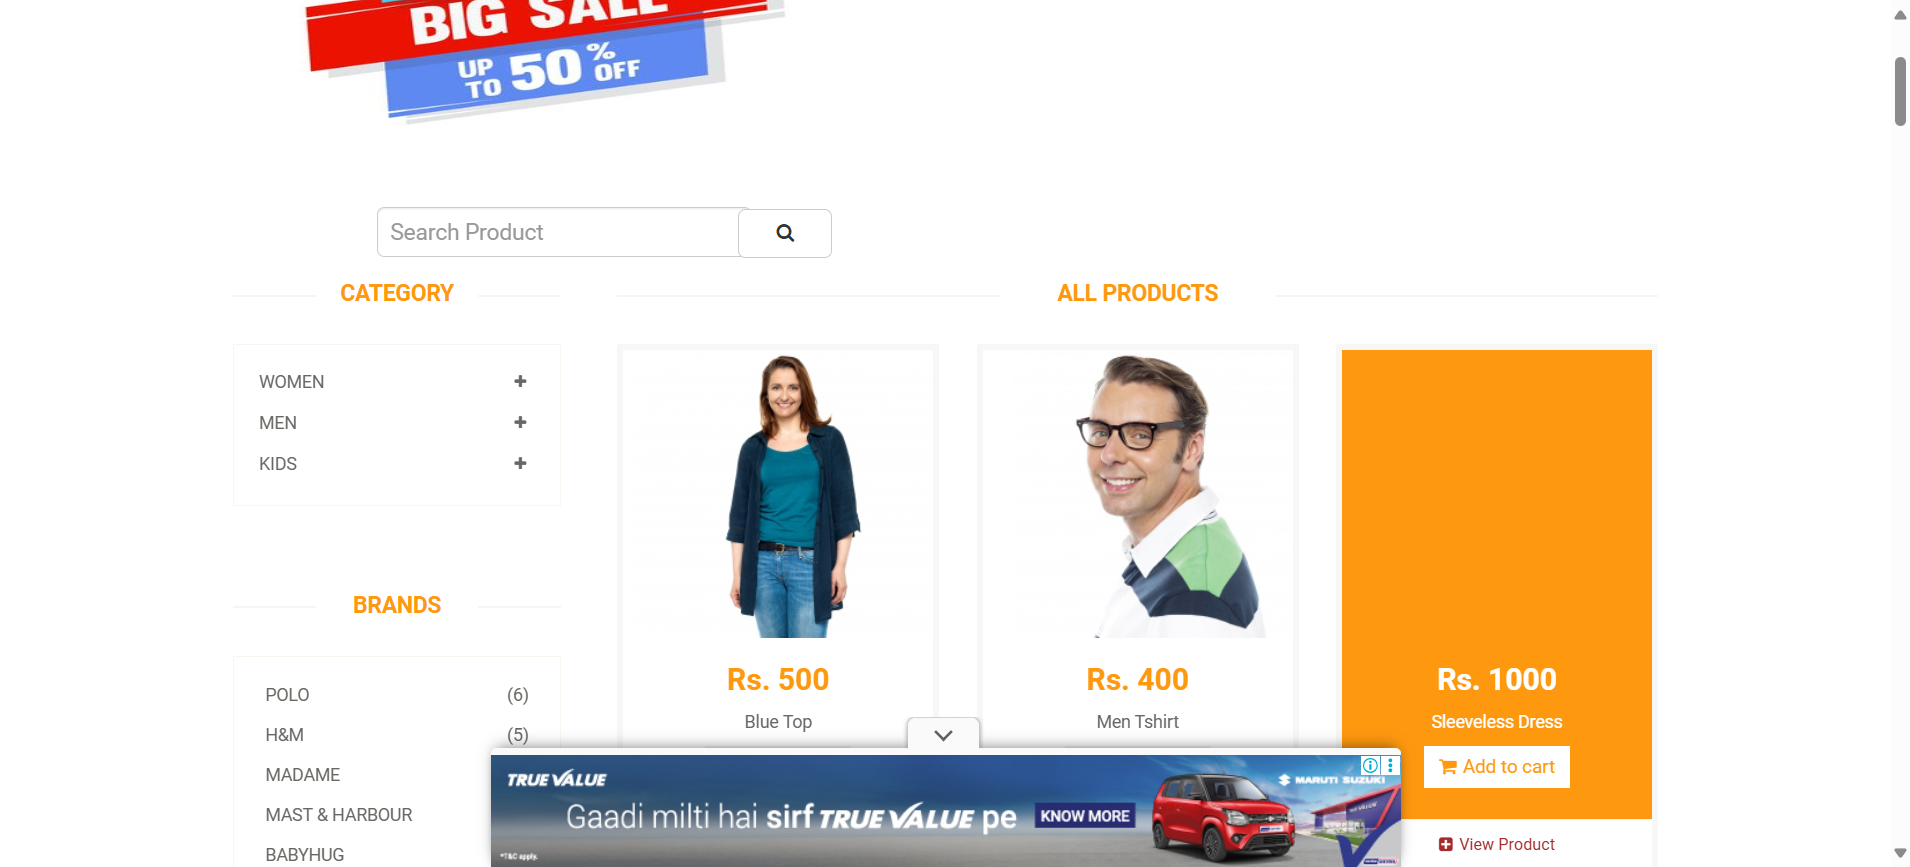 BIG SALE
UP TO 50% OFF
Search Product
CATEGORY
WOMEN
MEN
KIDS
BRANDS
POLO (6)
H&M (5)
MADAME
MAST & HARBOUR
BABYHUG
ALL PRODUCTS
Rs. 500
Blue Top
Rs. 400
Men Tshirt
Rs. 1000
Sleeveless Dress
Add to cart
View Product
TRUE VALUE
MARUTI SUZUKI
Gaadi milti hai sirf TRUE VALUE pe
KNOW MORE
*T&C apply.